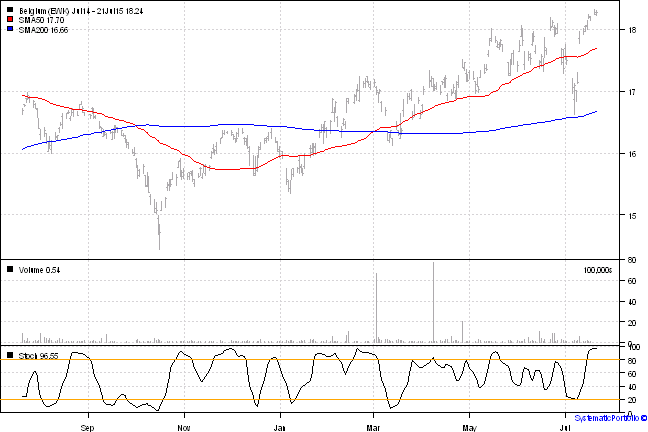 Belgium (EWK) Jul14 - 21Jul15 18.24
SMA50 17.70
SMA200 16.66
18
17
16
15
Volume 0.54
100,000s
80
60
40
20
0
Stoch 96.55
100
80
60
40
20
0
Sep
Nov
Jan
Mar
May
Jul
SystematicPortfolio ©